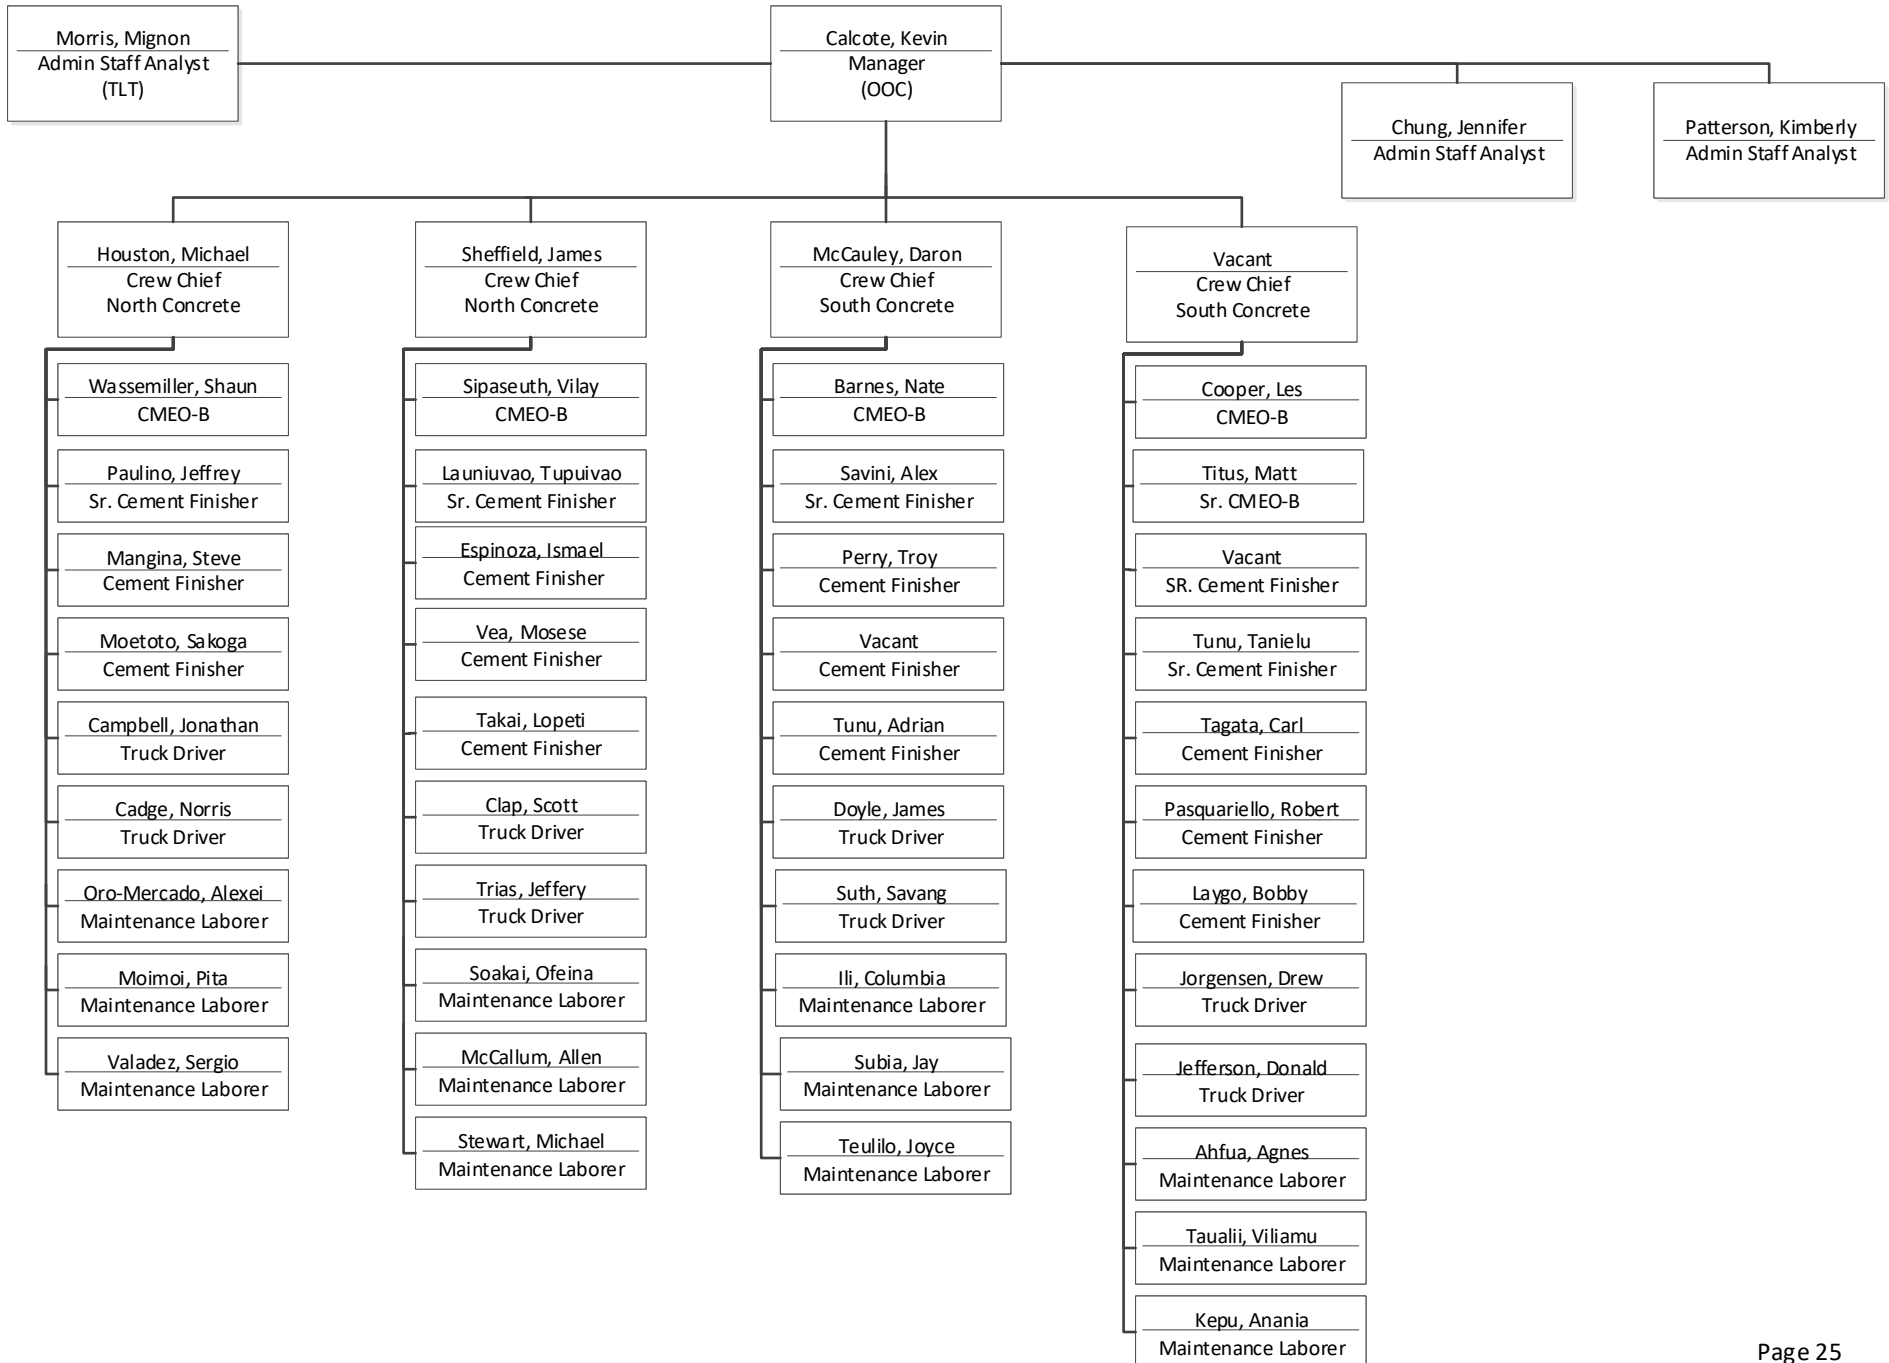 Morris, Mignon
Admin Staff Analyst
(TLT)
Calcote, Kevin
Manager
(OOC)
Chung, Jennifer
Admin Staff Analyst
Patterson, Kimberly
Admin Staff Analyst
Houston, Michael
Crew Chief
North Concrete
Wassemiller, Shaun
CMEO-B
Paulino, Jeffrey
Sr. Cement Finisher
Mangina, Steve
Cement Finisher
Moetoto, Sakoga
Cement Finisher
Campbell, Jonathan
Truck Driver
Cadge, Norris
Truck Driver
Oro-Mercado, Alexei
Maintenance Laborer
Moimoi, Pita
Maintenance Laborer
Valadez, Sergio
Maintenance Laborer
Sheffield, James
Crew Chief
North Concrete
Sipaseuth, Vilay
CMEO-B
Launiuvao, Tupuivao
Sr. Cement Finisher
Espinoza, Ismael
Cement Finisher
Vea, Mosese
Cement Finisher
Takai, Lopeti
Cement Finisher
Clap, Scott
Truck Driver
Trias, Jeffery
Truck Driver
Soakai, Ofeina
Maintenance Laborer
McCallum, Allen
Maintenance Laborer
Stewart, Michael
Maintenance Laborer
McCauley, Daron
Crew Chief
South Concrete
Barnes, Nate
CMEO-B
Savini, Alex
Sr. Cement Finisher
Perry, Troy
Cement Finisher
Vacant
Cement Finisher
Tunu, Adrian
Cement Finisher
Doyle, James
Truck Driver
Suth, Savang
Truck Driver
Ili, Columbia
Maintenance Laborer
Subia, Jay
Maintenance Laborer
Teulilo, Joyce
Maintenance Laborer
Vacant
Crew Chief
South Concrete
Cooper, Les
CMEO-B
Titus, Matt
Sr. CMEO-B
Vacant
SR. Cement Finisher
Tunu, Tanielu
Sr. Cement Finisher
Tagata, Carl
Cement Finisher
Pasquariello, Robert
Cement Finisher
Laygo, Bobby
Cement Finisher
Jorgensen, Drew
Truck Driver
Jefferson, Donald
Truck Driver
Ahfua, Agnes
Maintenance Laborer
Taualii, Viliamu
Maintenance Laborer
Kepu, Anania
Maintenance Laborer
Page 25